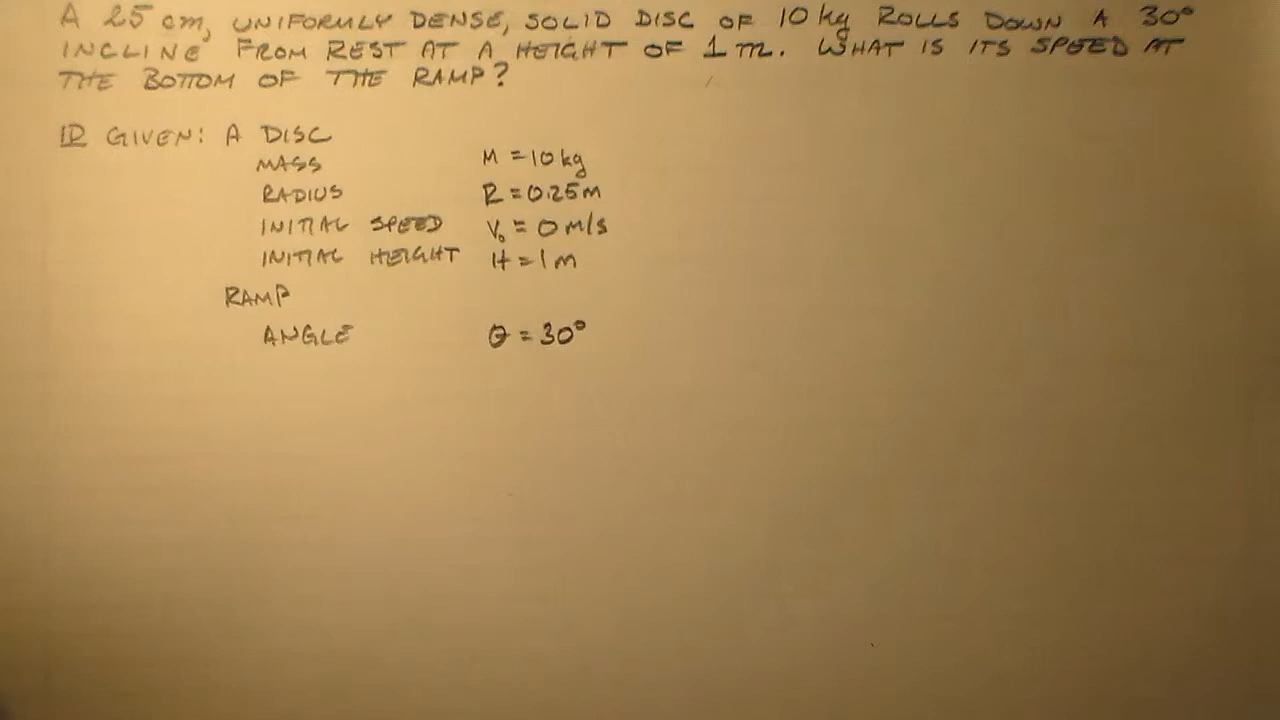 A 25 cm, UNIFORMLY DENSE, SOLID DISC OF 10 kg ROLLS DOWN A 30°
INCLINE FROM REST AT A HEIGHT OF 1 m. WHAT IS ITS SPEED AT
THE BOTTOM OF THE RAMP?
ID GIVEN: A DISC
MASS M = 10 kg
RADIUS R = 0.25 m
INITIAL SPEED V₀ = 0 m/s
INITIAL HEIGHT H = 1 m
RAMP
ANGLE θ = 30°